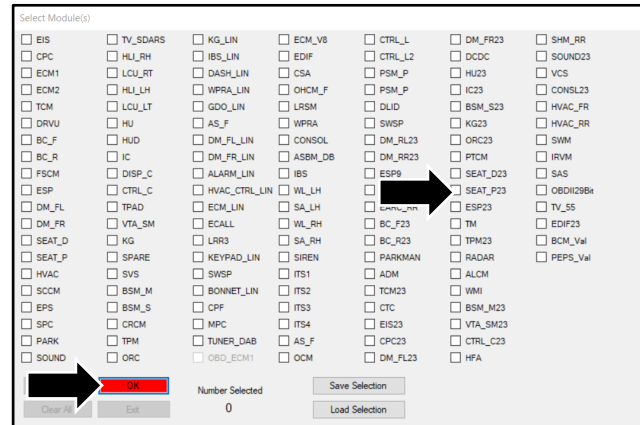 Select Module(s)
EIS TV_SDARS KG_LIN ECM_V8 CTRL_L DM_FR23 SHM_RR
CPC HLI_RH IBS_LIN EDIF CTRL_L2 DCDC SOUND23
ECM1 LCU_RT DASH_LIN CSA PSM_P HU23 VCS
ECM2 HLI_LH WPRA_LIN OHCM_F PSM_P IC23 CONSL23
TCM LCU_LT GDO_LIN LRSM DLID BSM_S23 HVAC_FR
DRVU HU AS_F WPRA SWSP KG23 HVAC_RR
BC_F HUD DM_FL_LIN CONSOL DM_RL23 ORC23 SWM
BC_R IC DM_FR_LIN ASBM_DB DM_RR23 PTCM IRVM
FSCM DISP_C ALARM_LIN IBS ESP9 SEAT_D23 SAS
ESP CTRL_C HVAC_CTRL_LIN WL_LH SEAT_P23 OBDII29Bit
DM_FL TPAD ECM_LIN SA_LH EARC_RR ESP23 TV_55
DM_FR VTA_SM ECALL WL_RH BC_F23 TM EDIF23
SEAT_D KG LRR3 SA_RH BC_R23 TPM23 BCM_Val
SEAT_P SPARE KEYPAD_LIN SIREN PARKMAN RADAR PEPS_Val
HVAC SVS SWSP ITS1 ADM ALCM
SCCM BSM_M BONNET_LIN ITS2 TCM23 WMI
EPS BSM_S CPF ITS3 CTC BSM_M23
SPC CRCM MPC ITS4 EIS23 VTA_SM23
PARK TPM TUNER_DAB AS_F CPC23 CTRL_C23
SOUND ORC OBD_ECM1 OCM DM_FL23 HFA
OK Number Selected Save Selection
Clear All Exit 0 Load Selection